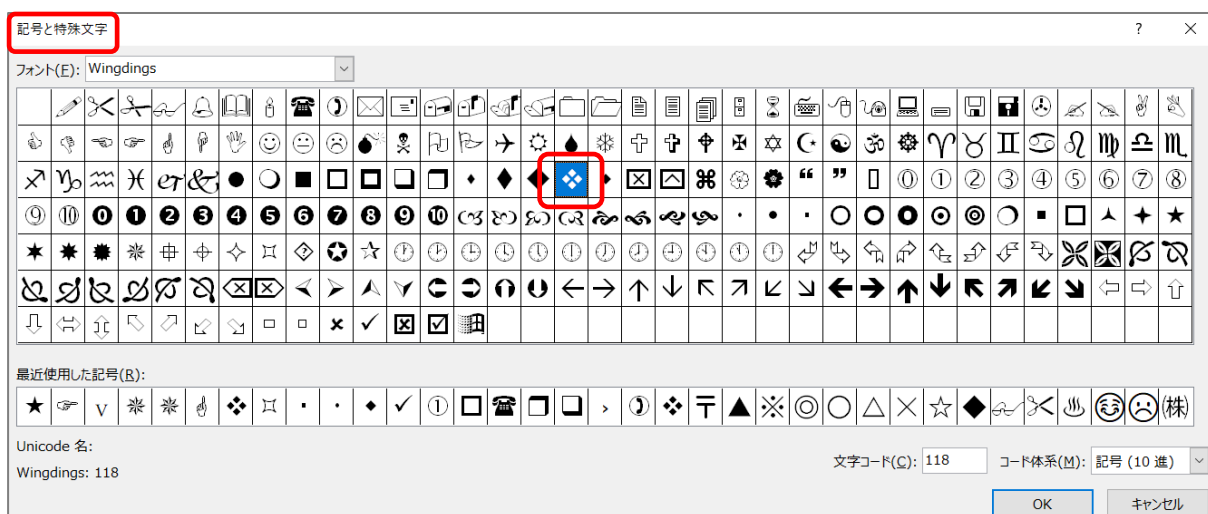 記号と特殊文字 ? ×
フォント(F): Wingdings
最近使用した記号(R):
Unicode 名:
Wingdings: 118
文字コード(C): 118 コード体系(M): 記号 (10 進)
OK キャンセル